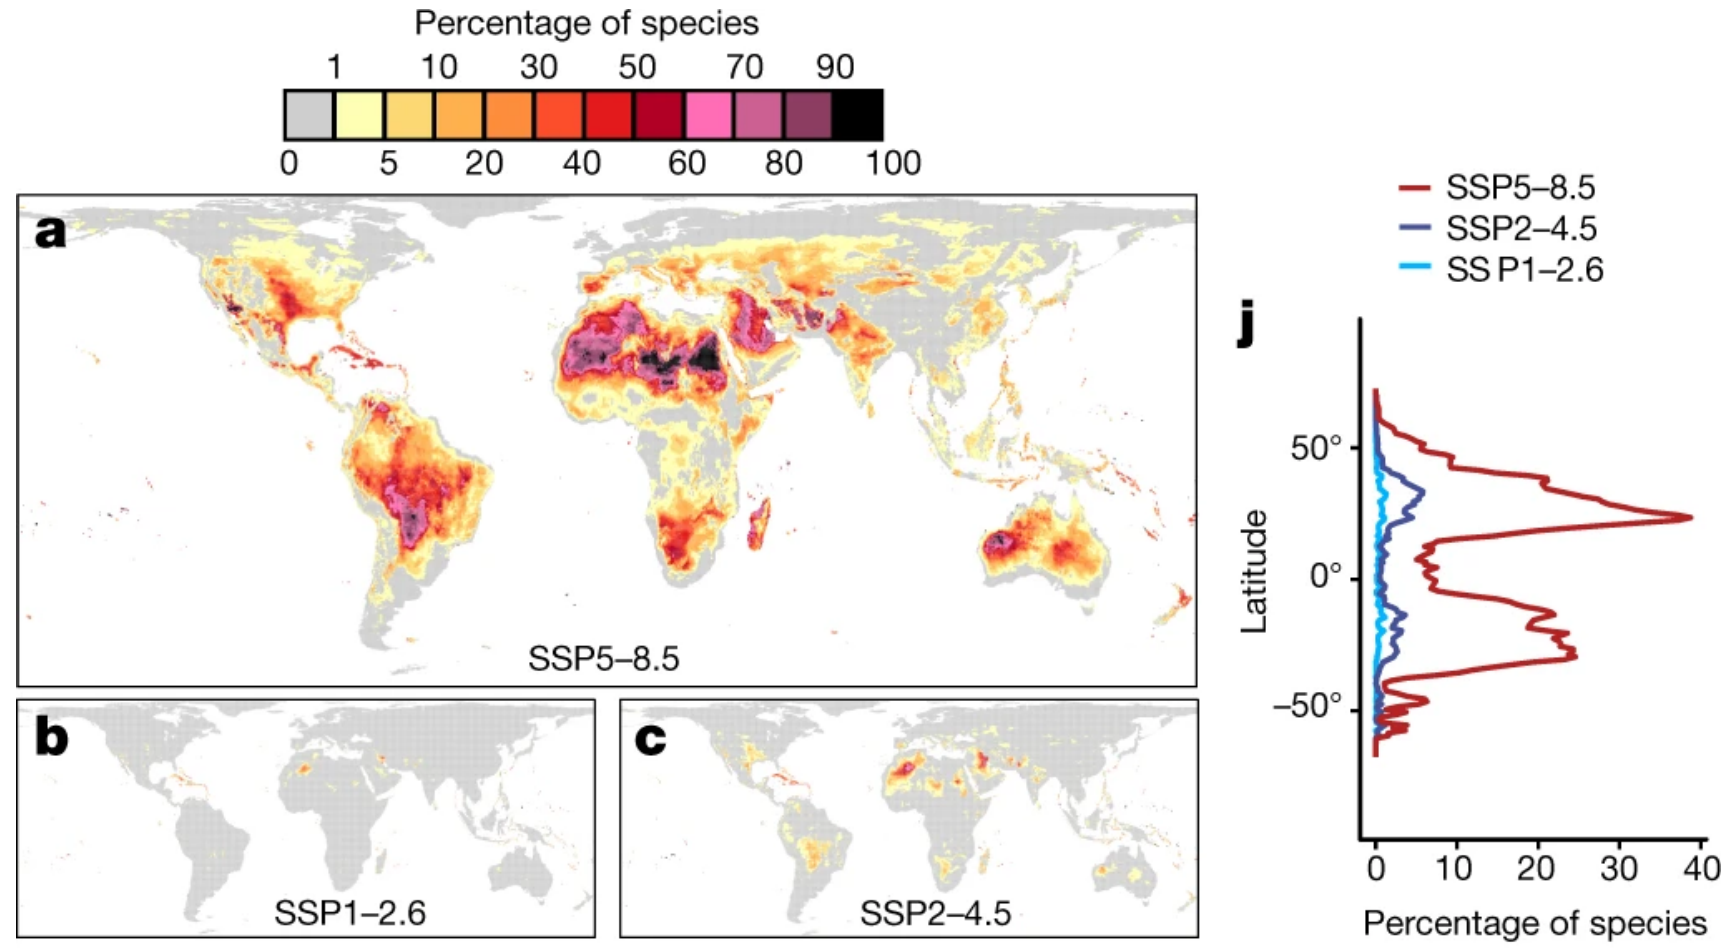 Percentage of species
1 10 30 50 70 90
0 5 20 40 60 80 100
a
SSP5–8.5
b
SSP1–2.6
c
SSP2–4.5
SSP5–8.5
SSP2–4.5
SS P1–2.6
j
50°
0°
–50°
Latitude
0 10 20 30 40
Percentage of species